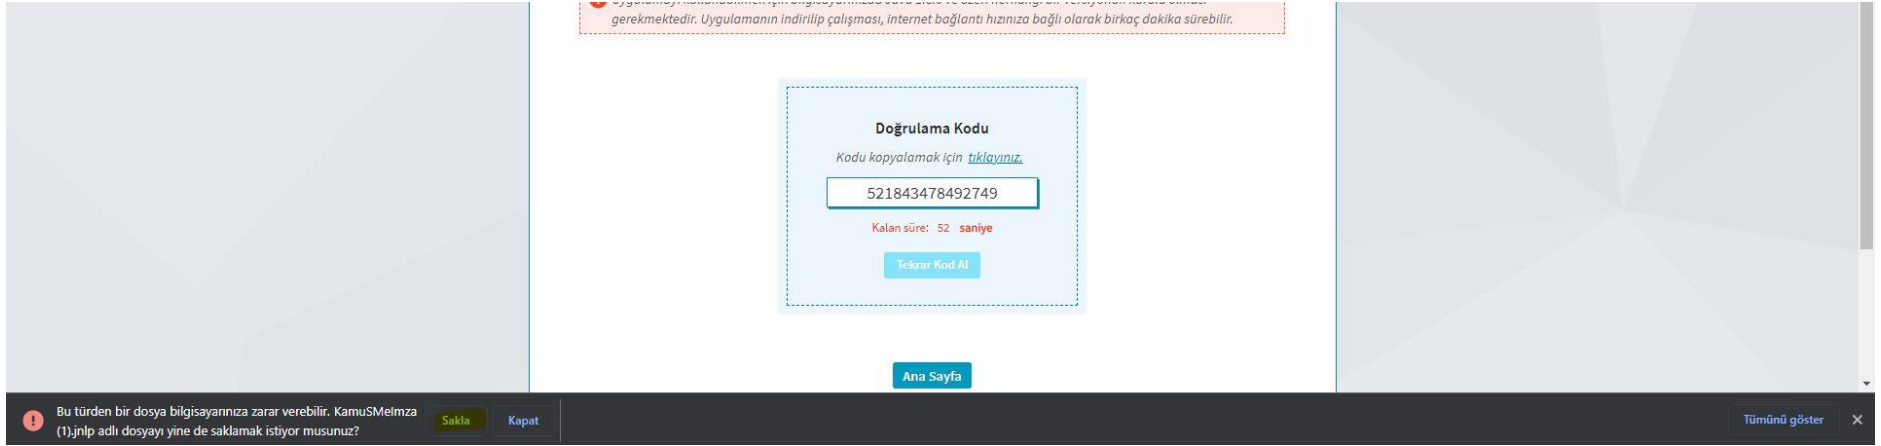 gerekmektedir. Uygulamanın indirilip çalışması, internet bağlantı hızınıza bağlı olarak birkaç dakika sürebilir.
Doğrulama Kodu
Kodu kopyalamak için tıklayınız.
521843478492749
Kalan süre: 52 saniye
Tekrar Kod Al
Ana Sayfa
Bu türden bir dosya bilgisayarınıza zarar verebilir. KamuSMeImza
(1).jnlp adlı dosyayı yine de saklamak istiyor musunuz?
Sakla
Kapat
Tümünü göster